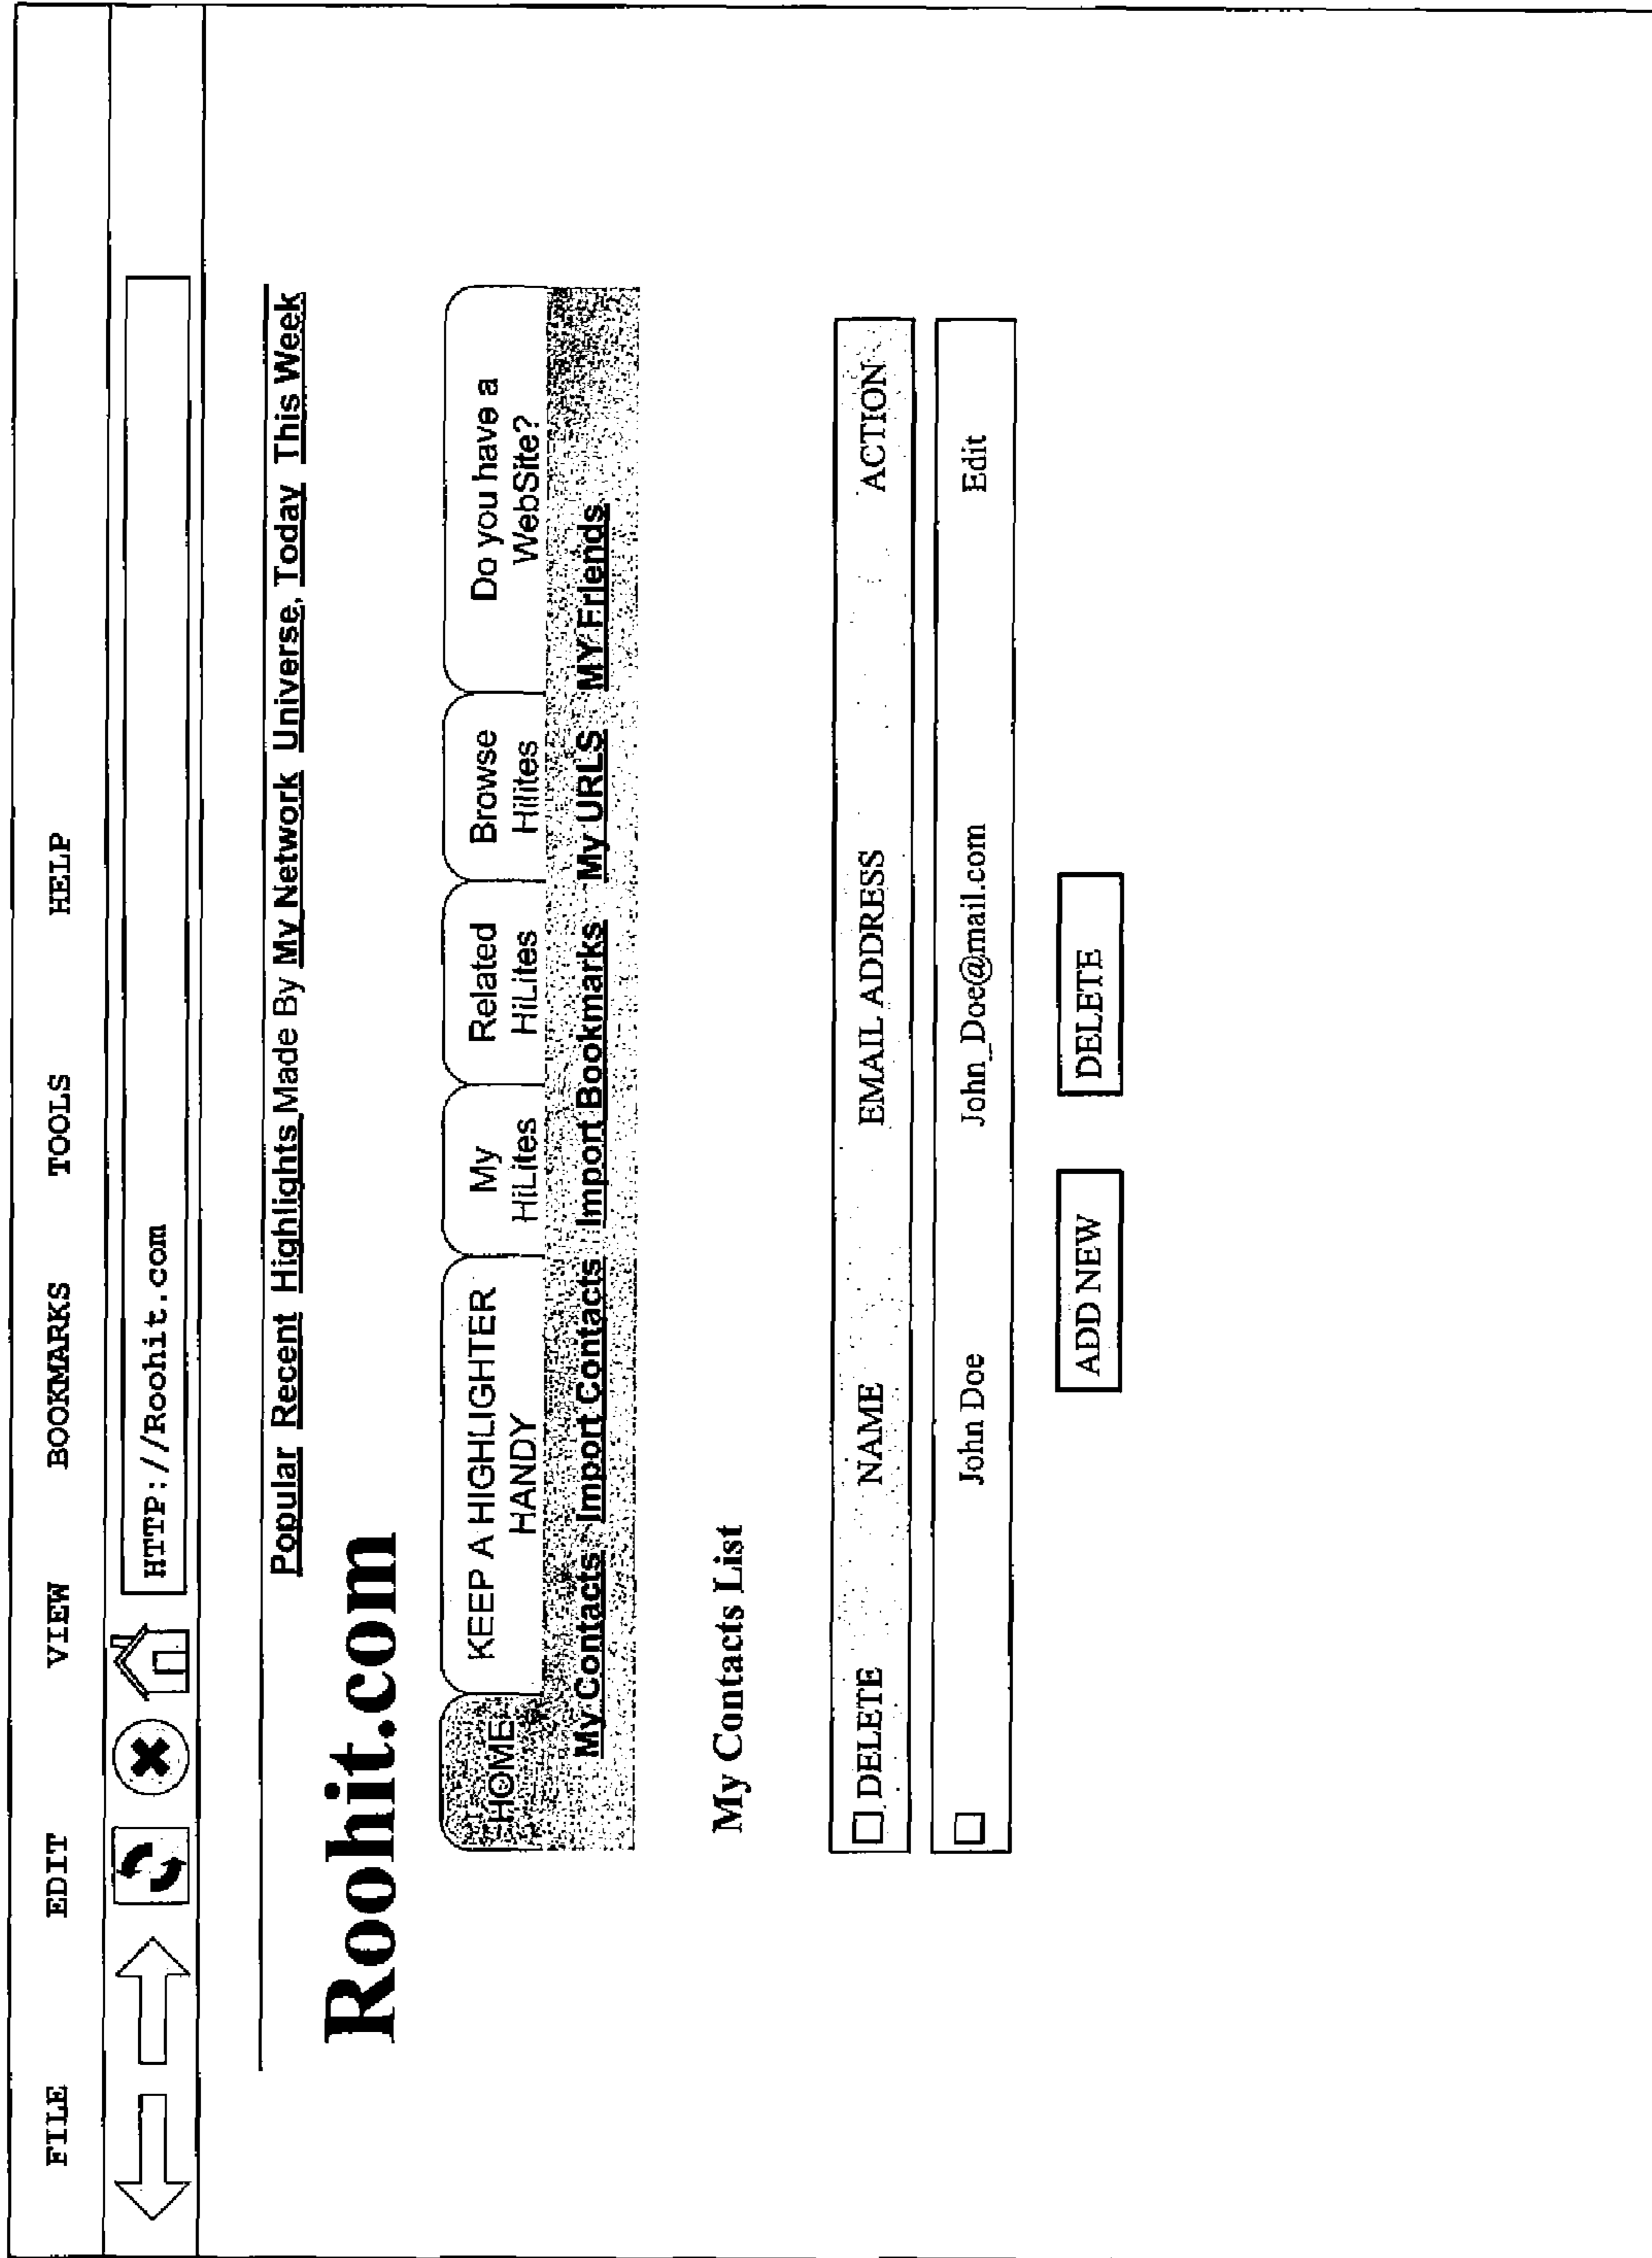 FILE EDIT VIEW BOOKMARKS TOOLS HELP
HTTP://Roohit.com
Popular Recent Highlights Made By My Network Universe, Today This Week
Roohit.com
HOME KEEP A HIGHLIGHTER HANDY My HiLites Related HiLites Browse Hilites Do you have a WebSite?
My Contacts Import Contacts Import Bookmarks My URLS MY Friends
My Contacts List
DELETE NAME EMAIL ADDRESS ACTION
John Doe John_Doe@mail.com Edit
ADD NEW DELETE